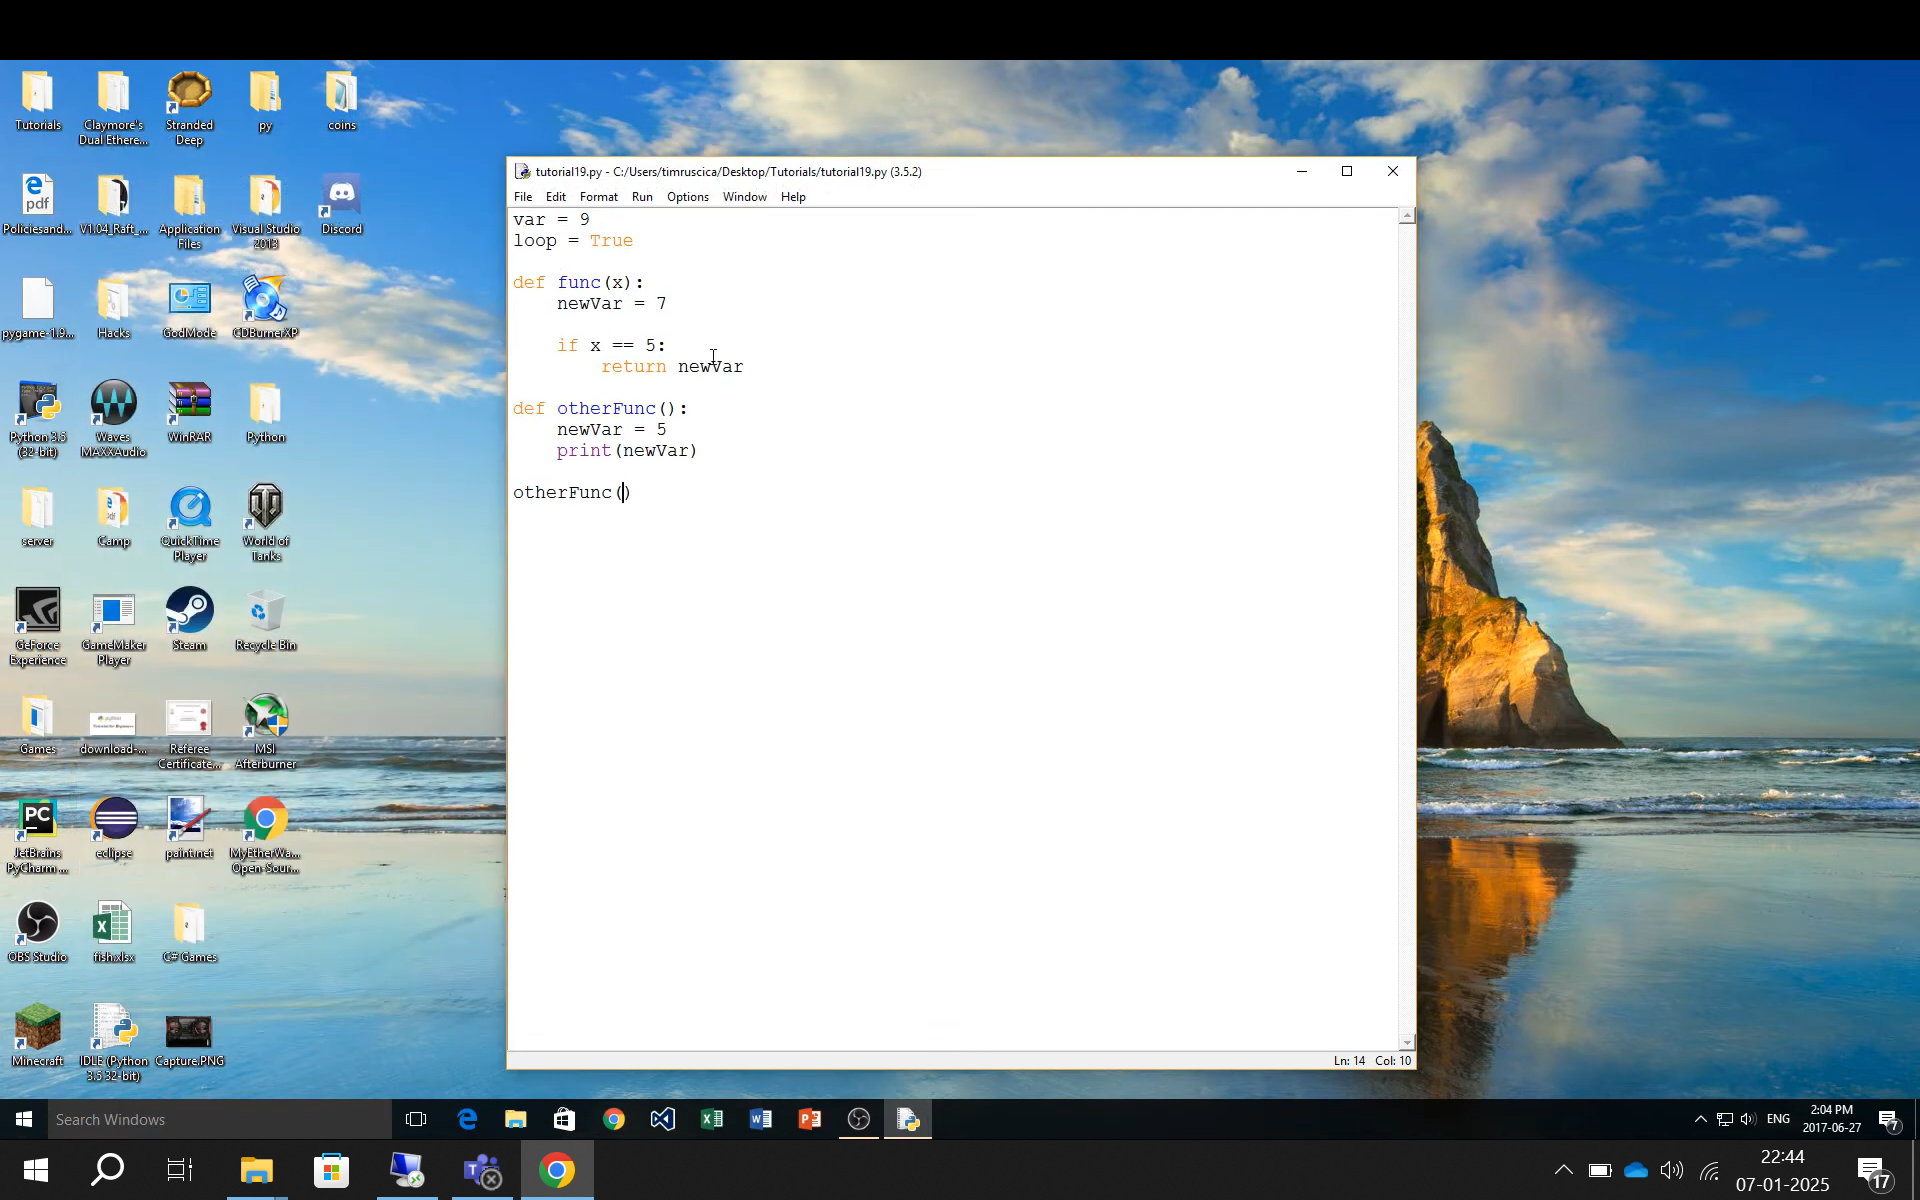 Tutorials
Claymore's
Dual Ethere...
Stranded
Deep
py
coins
Policiesand...
V1.04_Raft_...
Application
Files
Visual Studio
2013
Discord
pygame-1.9...
Hacks
GodMode
CDBurnerXP
Python 3.5
(32-bit)
Waves
MAXXAudio
WinRAR
Python
server
Camp
QuickTime
Player
World of
Tanks
GeForce
Experience
GameMaker
Player
Steam
Recycle Bin
Games
download-...
Referee
Certificate...
MSI
Afterburner
JetBrains
PyCharm ...
eclipse
paint.net
MyEtherWa...
Open-Sour...
OBS Studio
fish.xlsx
C# Games
Minecraft
IDLE (Python
3.5 32-bit)
Capture.PNG
tutorial19.py - C:/Users/timruscica/Desktop/Tutorials/tutorial19.py (3.5.2)
File Edit Format Run Options Window Help
var = 9
loop = True
def func(x):
newVar = 7
if x == 5:
return newVar
def otherFunc():
newVar = 5
print(newVar)
otherFunc()
Ln: 14 Col: 10
Search Windows
ENG
2:04 PM
2017-06-27
7
22:44
07-01-2025
17